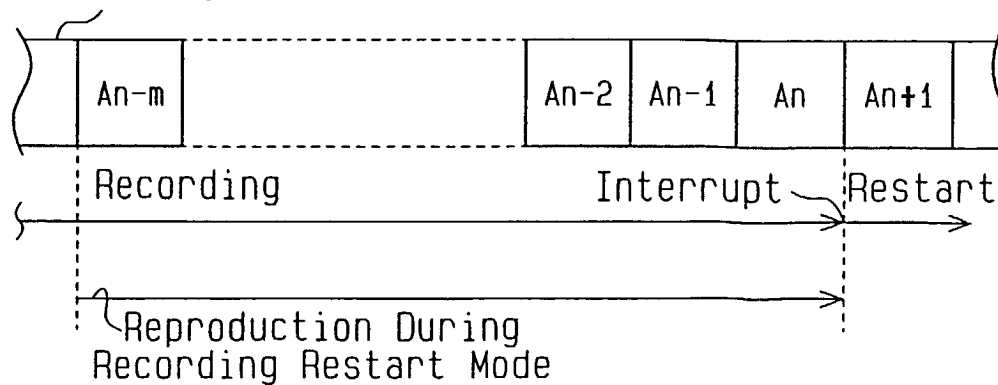 An-m An-2 An-1 An An+1
Recording Interrupt Restart
Reproduction During
Recording Restart Mode